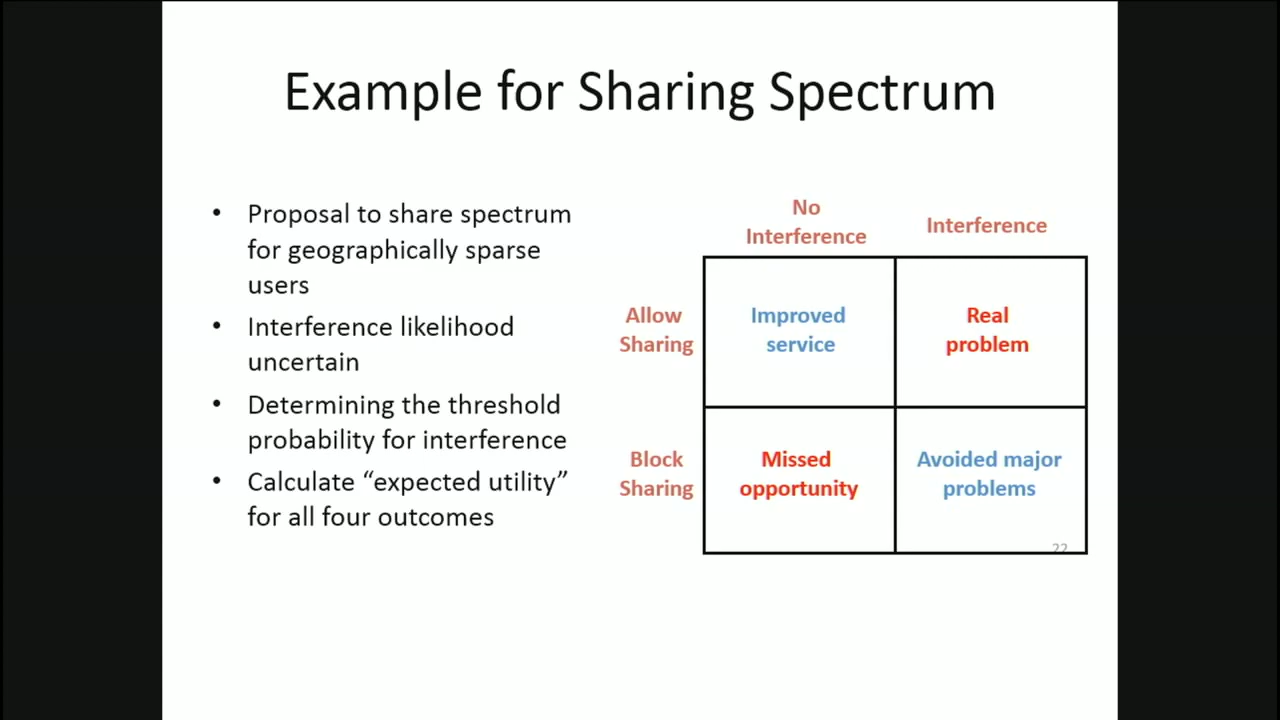 Example for Sharing Spectrum
• Proposal to share spectrum
for geographically sparse
users
• Interference likelihood
uncertain
• Determining the threshold
probability for interference
• Calculate “expected utility”
for all four outcomes
No
Interference
Interference
Allow
Sharing
Improved
service
Real
problem
Block
Sharing
Missed
opportunity
Avoided major
problems
22